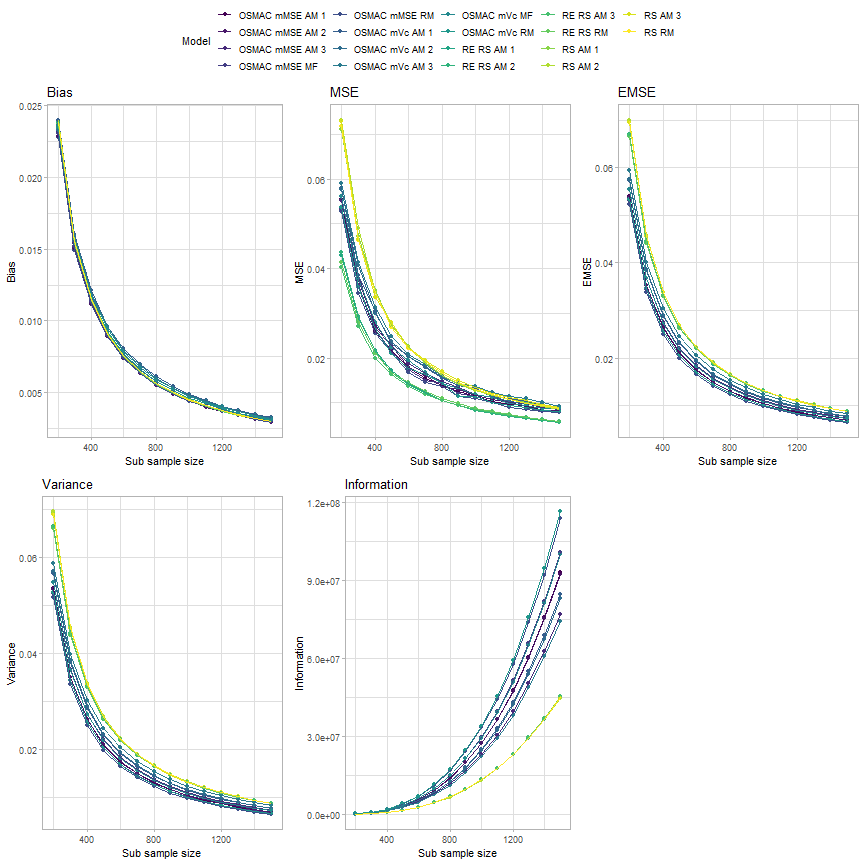 Model
OSMAC mMSE AM 1
OSMAC mMSE AM 2
OSMAC mMSE AM 3
OSMAC mMSE MF
OSMAC mMSE RM
OSMAC mVc AM 1
OSMAC mVc AM 2
OSMAC mVc AM 3
OSMAC mVc MF
OSMAC mVc RM
RE RS AM 1
RE RS AM 2
RE RS AM 3
RE RS RM
RS AM 1
RS AM 2
RS AM 3
RS RM
Bias
Bias
0.025
0.020
0.015
0.010
0.005
400
800
1200
Sub sample size
MSE
MSE
0.06
0.04
0.02
400
800
1200
Sub sample size
EMSE
EMSE
0.06
0.04
0.02
400
800
1200
Sub sample size
Variance
Variance
0.06
0.04
0.02
400
800
1200
Sub sample size
Information
Information
1.2e+08
9.0e+07
6.0e+07
3.0e+07
0.0e+00
400
800
1200
Sub sample size